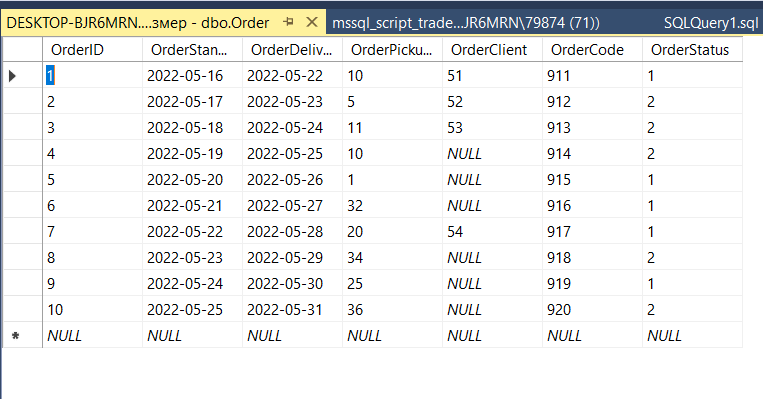 DESKTOP-BJR6MRN....змер - dbo.Order mssql_script_trade...JR6MRN\79874 (71)) SQLQuery1.sql
OrderID OrderStan... OrderDeliv... OrderPicku... OrderClient OrderCode OrderStatus
1 2022-05-16 2022-05-22 10 51 911 1
2 2022-05-17 2022-05-23 5 52 912 2
3 2022-05-18 2022-05-24 11 53 913 2
4 2022-05-19 2022-05-25 10 NULL 914 2
5 2022-05-20 2022-05-26 1 NULL 915 1
6 2022-05-21 2022-05-27 32 NULL 916 1
7 2022-05-22 2022-05-28 20 54 917 1
8 2022-05-23 2022-05-29 34 NULL 918 2
9 2022-05-24 2022-05-30 25 NULL 919 1
10 2022-05-25 2022-05-31 36 NULL 920 2
NULL NULL NULL NULL NULL NULL NULL